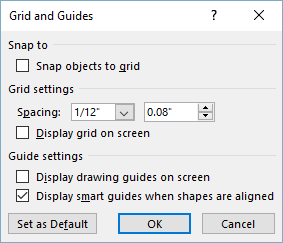 Grid and Guides ? ×
Snap to
Snap objects to grid
Grid settings
Spacing: 1/12" 0.08"
Display grid on screen
Guide settings
Display drawing guides on screen
Display smart guides when shapes are aligned
Set as Default OK Cancel